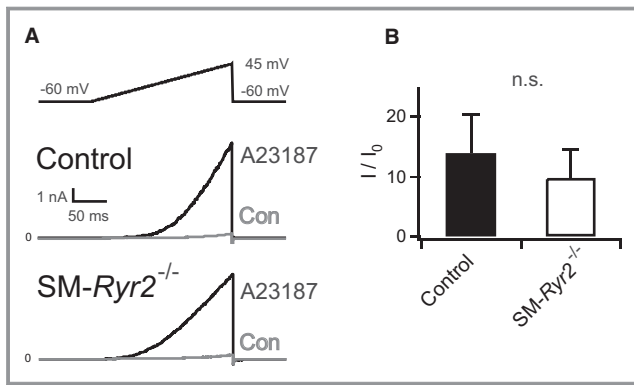 A
-60 mV
45 mV
-60 mV
Control
A23187
1 nA
50 ms
Con
0
SM-Ryr2-/-
A23187
Con
0
B
n.s.
20
10
0
I / I0
Control
SM-Ryr2-/-